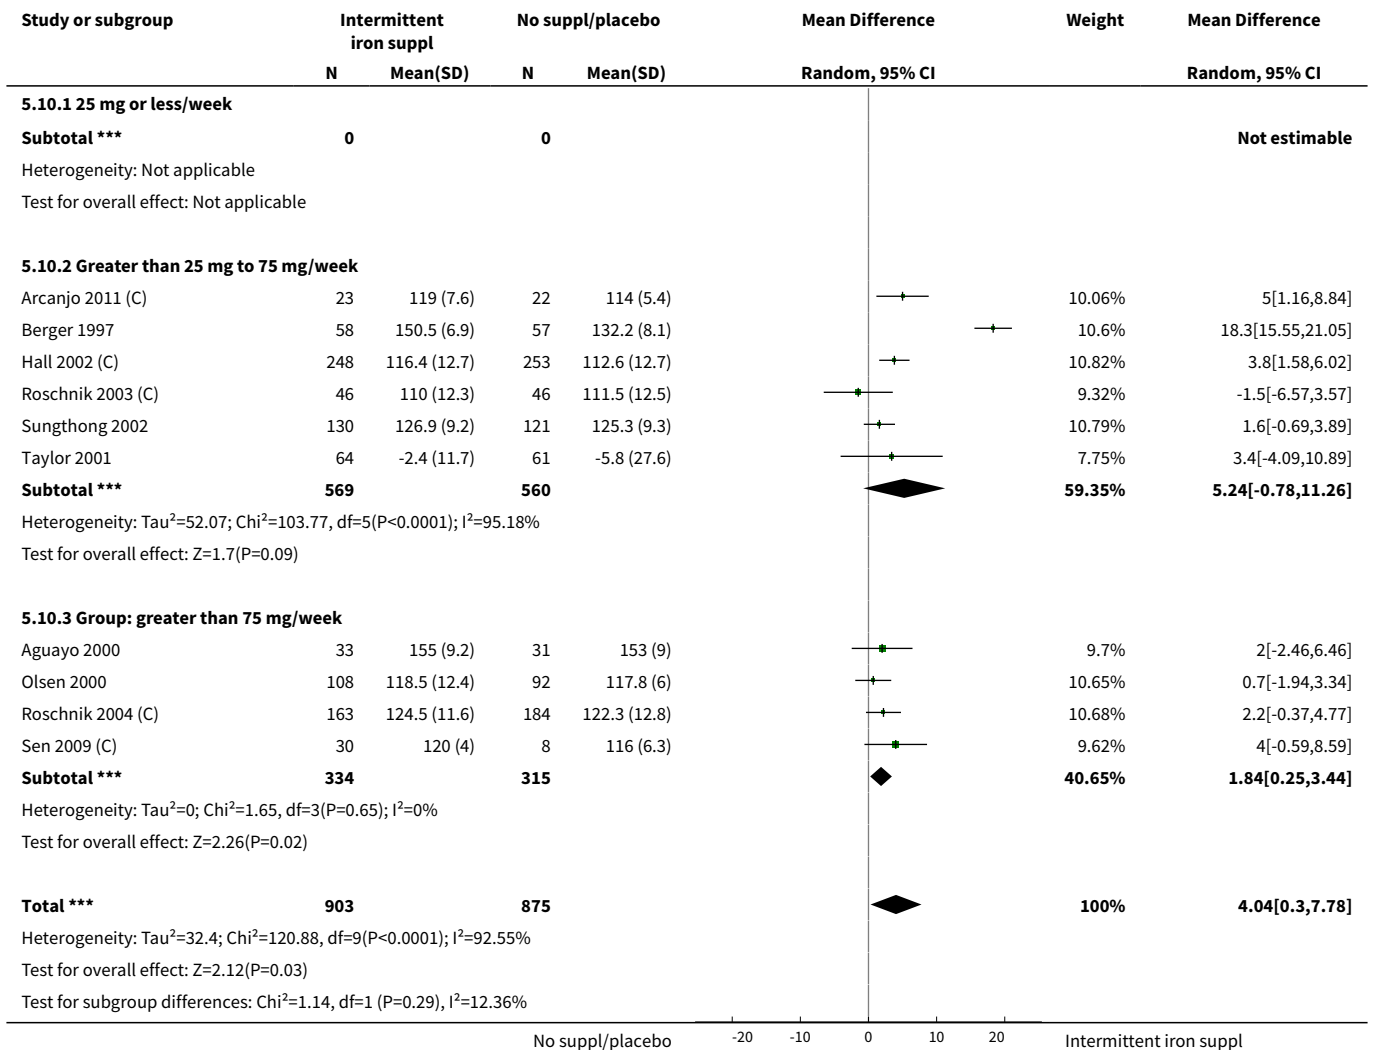 Study or subgroup Intermittent iron suppl No suppl/placebo Mean Difference Weight Mean Difference
N Mean(SD) N Mean(SD) Random, 95% CI Random, 95% CI
5.10.1 25 mg or less/week
Subtotal *** 0 0 Not estimable
Heterogeneity: Not applicable
Test for overall effect: Not applicable
5.10.2 Greater than 25 mg to 75 mg/week
Arcanjo 2011 (C) 23 119 (7.6) 22 114 (5.4) 10.06% 5[1.16,8.84]
Berger 1997 58 150.5 (6.9) 57 132.2 (8.1) 10.6% 18.3[15.55,21.05]
Hall 2002 (C) 248 116.4 (12.7) 253 112.6 (12.7) 10.82% 3.8[1.58,6.02]
Roschnik 2003 (C) 46 110 (12.3) 46 111.5 (12.5) 9.32% -1.5[-6.57,3.57]
Sungthong 2002 130 126.9 (9.2) 121 125.3 (9.3) 10.79% 1.6[-0.69,3.89]
Taylor 2001 64 -2.4 (11.7) 61 -5.8 (27.6) 7.75% 3.4[-4.09,10.89]
Subtotal *** 569 560 59.35% 5.24[-0.78,11.26]
Heterogeneity: Tau²=52.07; Chi²=103.77, df=5(P<0.0001); I²=95.18%
Test for overall effect: Z=1.7(P=0.09)
5.10.3 Group: greater than 75 mg/week
Aguayo 2000 33 155 (9.2) 31 153 (9) 9.7% 2[-2.46,6.46]
Olsen 2000 108 118.5 (12.4) 92 117.8 (6) 10.65% 0.7[-1.94,3.34]
Roschnik 2004 (C) 163 124.5 (11.6) 184 122.3 (12.8) 10.68% 2.2[-0.37,4.77]
Sen 2009 (C) 30 120 (4) 8 116 (6.3) 9.62% 4[-0.59,8.59]
Subtotal *** 334 315 40.65% 1.84[0.25,3.44]
Heterogeneity: Tau²=0; Chi²=1.65, df=3(P=0.65); I²=0%
Test for overall effect: Z=2.26(P=0.02)
Total *** 903 875 100% 4.04[0.3,7.78]
Heterogeneity: Tau²=32.4; Chi²=120.88, df=9(P<0.0001); I²=92.55%
Test for overall effect: Z=2.12(P=0.03)
Test for subgroup differences: Chi²=1.14, df=1 (P=0.29), I²=12.36%
No suppl/placebo -20 -10 0 10 20 Intermittent iron suppl